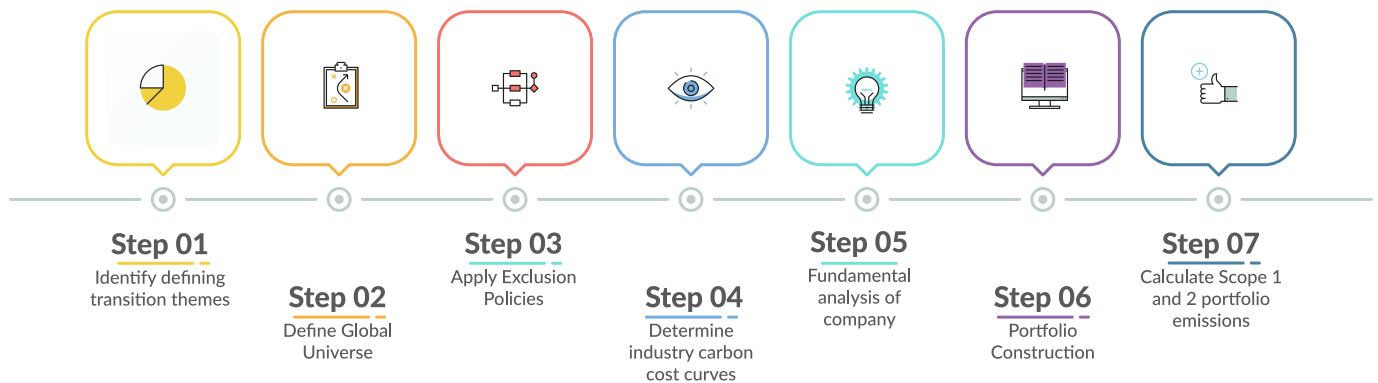 Step 01
Identify defining
transition themes
Step 02
Define Global
Universe
Step 03
Apply Exclusion
Policies
Step 04
Determine
industry carbon
cost curves
Step 05
Fundamental
analysis of
company
Step 06
Portfolio
Construction
Step 07
Calculate Scope 1
and 2 portfolio
emissions